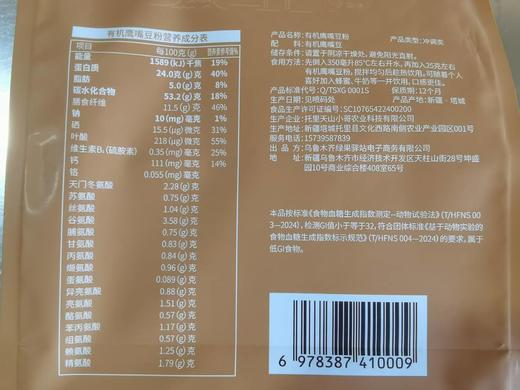 有机鹰嘴豆粉营养成分表
项目 每100克(g) 营养素参考值%
能量 1589 (kJ) 千焦 19%
蛋白质 24.0(g) 克 40%
脂肪 5.0(g) 克 8%
碳水化合物 53.2(g) 克 18%
膳食纤维 11.5(g) 克 46%
钠 10 (mg) 毫克 1%
硒 15.5 (μg) 微克 31%
叶酸 218 (μg) 微克 55%
维生素B₁(硫胺素) 0.35 (mg) 毫克 25%
钙 111 (mg) 毫克 14%
铬 0.055 (mg) 毫克
天门冬氨酸 2.28 (g) 克
苏氨酸 0.75 (g) 克
丝氨酸 1.04 (g) 克
谷氨酸 3.58 (g) 克
脯氨酸 0.75 (g) 克
甘氨酸 0.83 (g) 克
丙氨酸 0.84 (g) 克
缬氨酸 0.96 (g) 克
蛋氨酸 0.089 (g) 克
异亮氨酸 0.88 (g) 克
亮氨酸 1.51 (g) 克
酪氨酸 0.57 (g) 克
苯丙氨酸 1.17 (g) 克
组氨酸 0.57 (g) 克
赖氨酸 1.25 (g) 克
精氨酸 1.79 (g) 克
产品名称:有机鹰嘴豆粉 产品类型:冲调类
配料:有机鹰嘴豆
储存条件:请置于阴凉干燥处,避免阳光直射。
食用方法:先倒入350毫升85°C左右开水,再加入25克左右
有机鹰嘴豆粉,搅拌均匀后趁热饮用。可随着个人
喜好加入蜂蜜、牛奶等一并饮用,口感更佳。
产品标准代号:Q/TSXG 0001S 保质期:12个月
生产日期:见喷码处 产地:新疆·塔城
食品生产许可证编号:SC10765422400200
生产企业:托里天山小哥农业科技有限公司
地址:新疆塔城托里县文化西路南侧农业产业园001号
服务热线:15739587839
出品商:乌鲁木齐绿果驿站电子商务有限公司
地址:新疆乌鲁木齐市经济技术开发区天柱山街28号坤盛
园10号商业综合楼408室65号
本品按标准《食物血糖生成指数测定--动物试验法》(T/HFNS 00
3—2024),检测GI值小于等于32,符合团体标准《基于动物实验的
食物血糖生成指数标示规范》(T/HFNS 004—2024)的要求,属于
低GI食物。
6 978387 410009